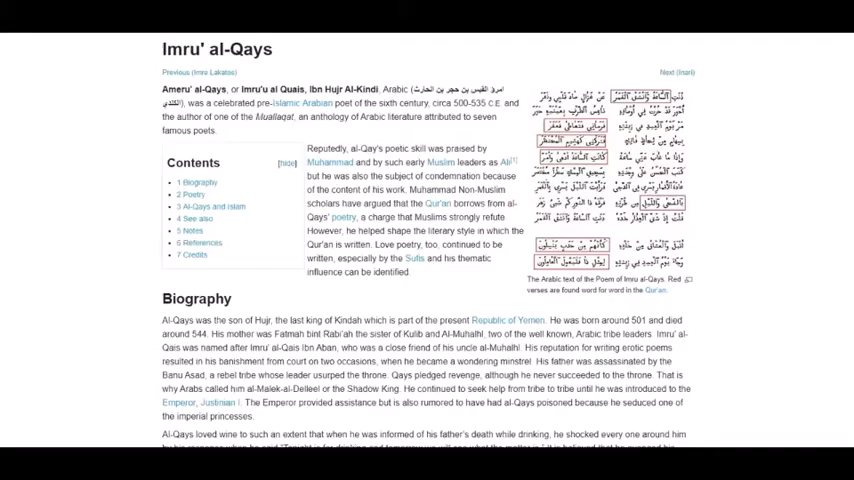 Imru' al-Qays
Previous (Imre Lakatos)
Next (Inari)
Ameru' al-Qays, or Imru'u al Quais, Ibn Hujr Al-Kindi, Arabic (امرؤ القيس بن حجر بن الحارث
الكندي), was a celebrated pre-Islamic Arabian poet of the sixth century, circa 500-535 C.E. and
the author of one of the Muallaqat, an anthology of Arabic literature attributed to seven
famous poets.
Contents
[hide]
1 Biography
2 Poetry
3 Al-Qays and Islam
4 See also
5 Notes
6 References
7 Credits
Reputedly, al-Qay's poetic skill was praised by
Muhammad and by such early Muslim leaders as Ali[1]
but he was also the subject of condemnation because
of the content of his work. Muhammad Non-Muslim
scholars have argued that the Qur'an borrows from al-
Qays' poetry, a charge that Muslims strongly refute.
However, he helped shape the literary style in which the
Qur'an is written. Love poetry, too, continued to be
written, especially by the Sufis and his thematic
influence can be identified.
The Arabic text of the Poem of Imru al-Qays. Red
verses are found word for word in the Qur'an.
Biography
Al-Qays was the son of Hujr, the last king of Kindah which is part of the present Republic of Yemen. He was born around 501 and died
around 544. His mother was Fatmah bint Rabi'ah the sister of Kulib and Al-Muhalhl, two of the well known, Arabic tribe leaders. Imru' al-
Qais was named after Imru' al-Qais Ibn Aban, who was a close friend of his uncle al-Muhalhl. His reputation for writing erotic poems
resulted in his banishment from court on two occasions, when he became a wondering minstrel. His father was assassinated by the
Banu Asad, a rebel tribe whose leader usurped the throne. Qays pledged revenge, although he never succeeded to the throne. That is
why Arabs called him al-Malek-al-Delleel or the Shadow King. He continued to seek help from tribe to tribe until he was introduced to the
Emperor, Justinian I. The Emperor provided assistance but is also rumored to have had al-Qays poisoned because he seduced one of
the imperial princesses.
Al-Qays loved wine to such an extent that when he was informed of his father's death while drinking, he shocked every one around him